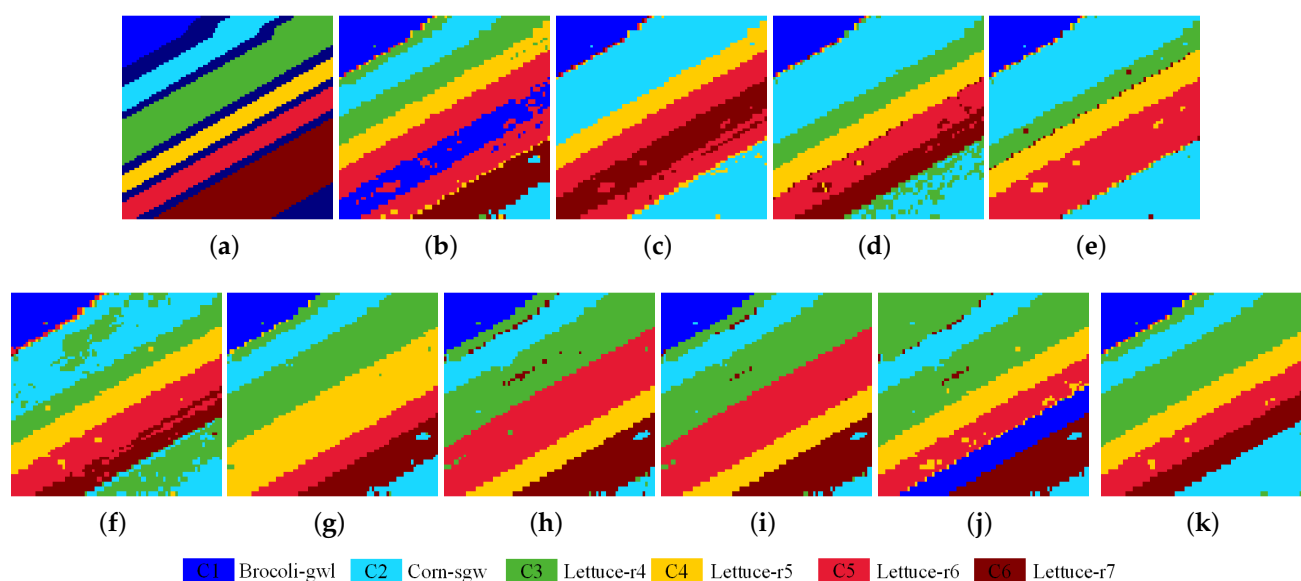 (a) (b) (c) (d) (e)
(f) (g) (h) (i) (j) (k)
C1 Brocoli-gwl C2 Corn-sgw C3 Lettuce-r4 C4 Lettuce-r5 C5 Lettuce-r6 C6 Lettuce-r7